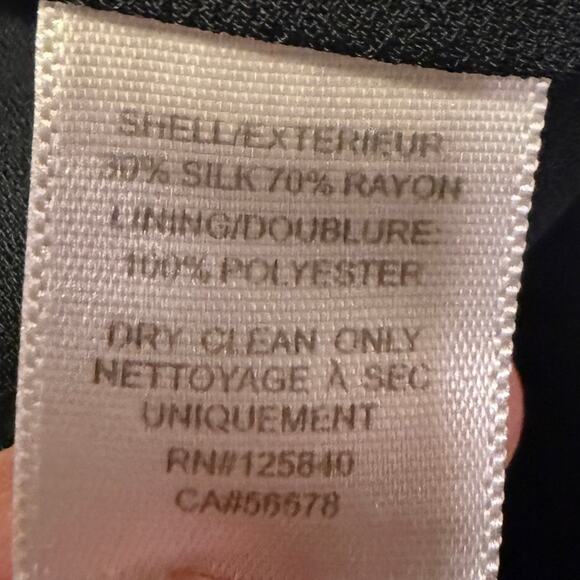 SHELL/EXTERIEUR
30% SILK 70% RAYON
LINING/DOUBLURE:
100% POLYESTER
DRY CLEAN ONLY
NETTOYAGE À SEC
UNIQUEMENT
RN#125840
CA#56678